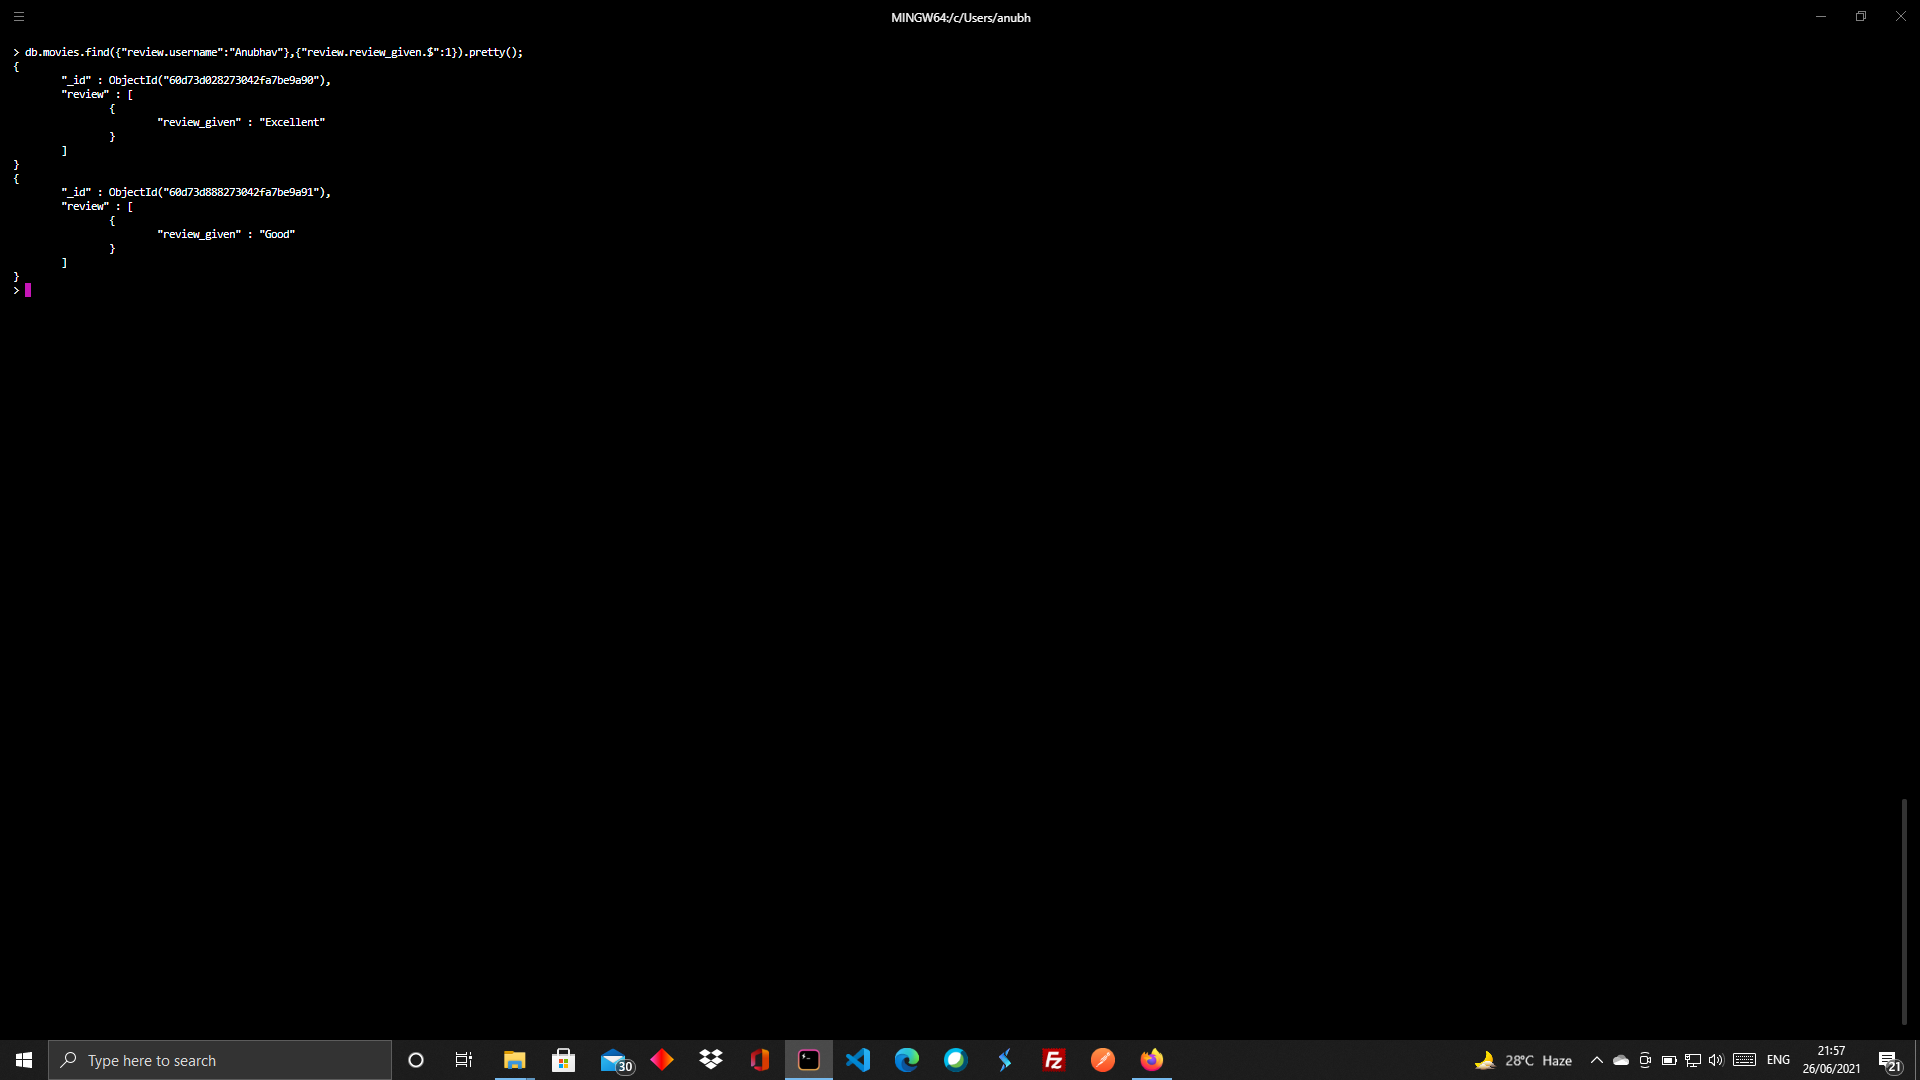 MINGW64:/c/Users/anubh
> db.movies.find({"review.username":"Anubhav"},{"review.review_given.$":1}).pretty();
{
"_id" : ObjectId("60d73d028273042fa7be9a90"),
"review" : [
{
"review_given" : "Excellent"
}
]
}
{
"_id" : ObjectId("60d73d888273042fa7be9a91"),
"review" : [
{
"review_given" : "Good"
}
]
}
>
Type here to search
30
Fz
28°C Haze
ENG
21:57
26/06/2021
21